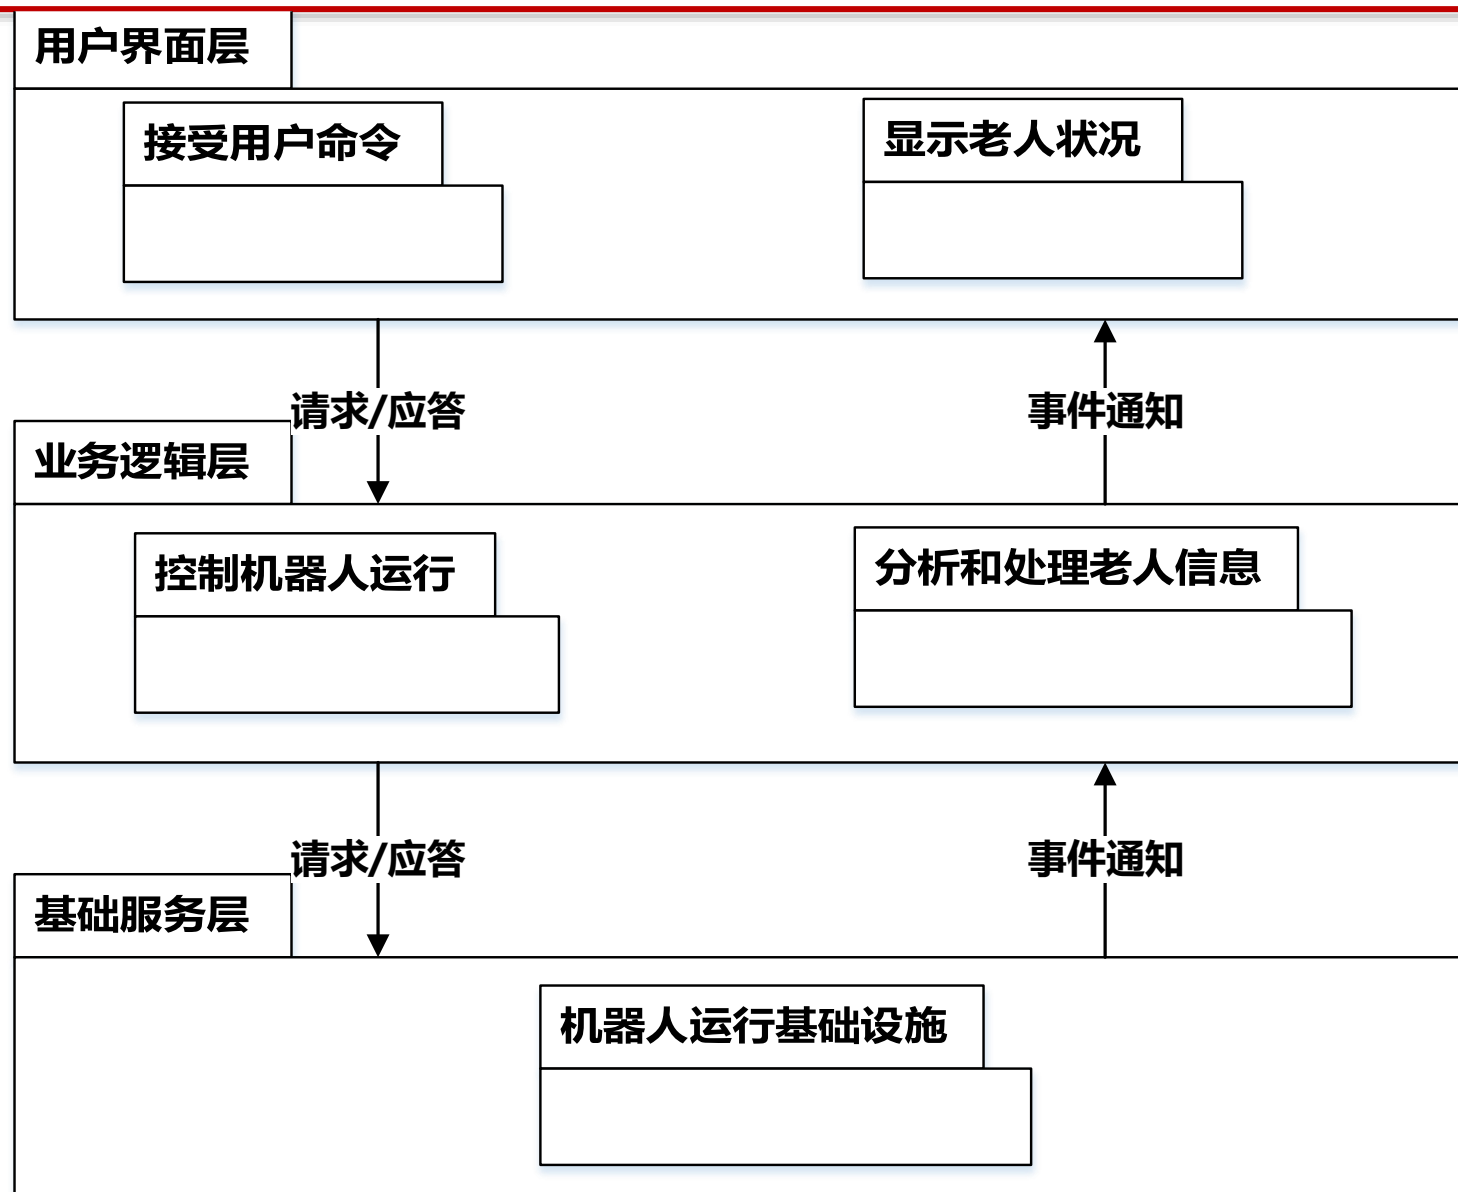 用户界面层
接受用户命令
显示老人状况
请求/应答
事件通知
业务逻辑层
控制机器人运行
分析和处理老人信息
请求/应答
事件通知
基础服务层
机器人运行基础设施